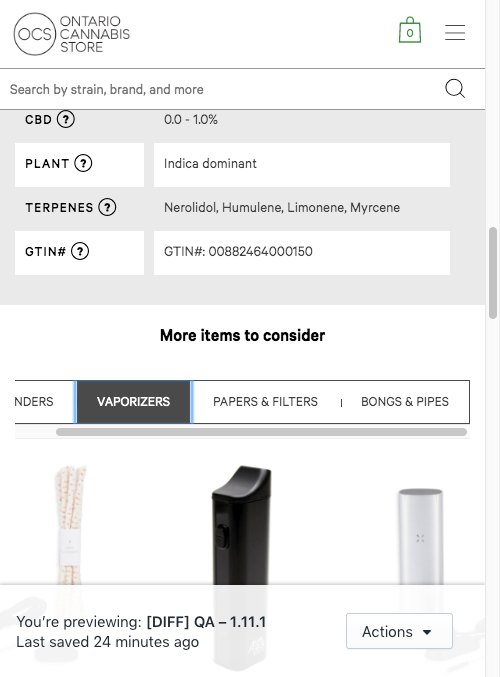 OCS
ONTARIO
CANNABIS
STORE
0
Search by strain, brand, and more
CBD ? 0.0 - 1.0%
PLANT ? Indica dominant
TERPENES ? Nerolidol, Humulene, Limonene, Myrcene
GTIN# ? GTIN#: 00882464000150
More items to consider
NDERS VAPORIZERS PAPERS & FILTERS BONGS & PIPES
You're previewing: [DIFF] QA – 1.11.1
Last saved 24 minutes ago
Actions